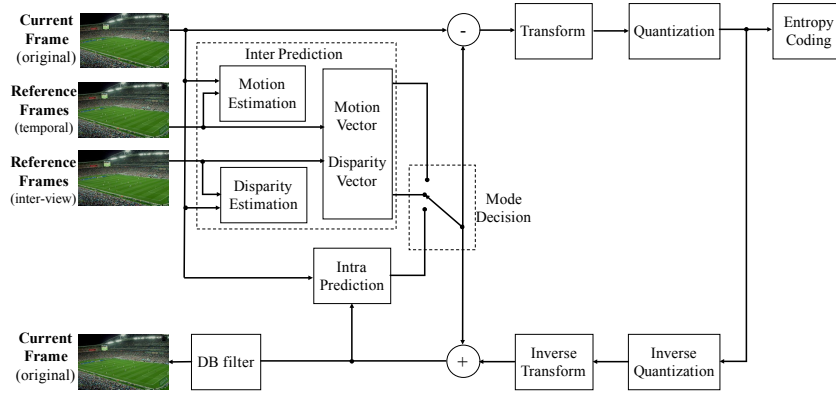 Current
Frame
(original)
Reference
Frames
(temporal)
Reference
Frames
(inter-view)
Inter Prediction
Motion
Estimation
Disparity
Estimation
Motion
Vector
Disparity
Vector
-
Transform
Quantization
Entropy
Coding
Mode
Decision
Intra
Prediction
Current
Frame
(original)
DB filter
+
Inverse
Transform
Inverse
Quantization